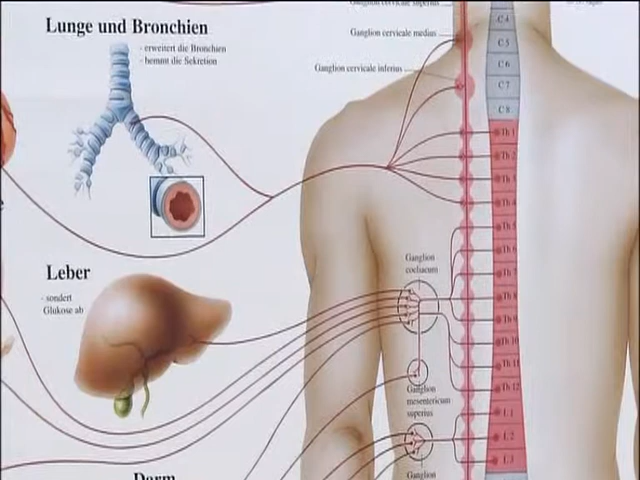 Lunge und Bronchien
- erweitert die Bronchien
- hemmt die Sekretion
Ganglion cervicale superius
Ganglion cervicale medius
Ganglion cervicale inferius
C 4
C 5
C 6
C 7
C 8
Th 1
Th 2
Th 3
Th 4
Th 5
Th 6
Th 7
Th 8
Th 9
Th 10
Th 11
Th 12
L 1
L 2
L 3
Leber
- sondert
Glukose ab
Ganglion
coeliacum
Ganglion
mesentericum
superius
Ganglion
Darm